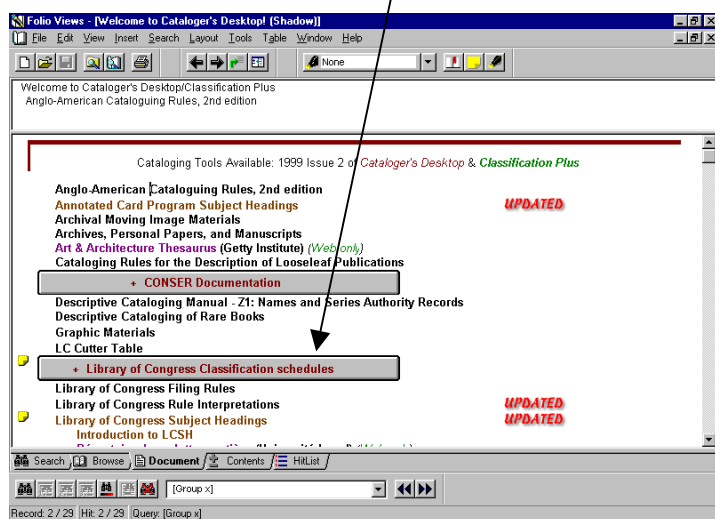 Folio Views - [Welcome to Cataloger's Desktop! (Shadow)]
File Edit View Insert Search Layout Tools Table Window Help
None
Welcome to Cataloger's Desktop/Classification Plus
Anglo-American Cataloguing Rules, 2nd edition
Cataloging Tools Available: 1999 Issue 2 of Cataloger's Desktop & Classification Plus
Anglo-American Cataloguing Rules, 2nd edition
Annotated Card Program Subject Headings UPDATED
Archival Moving Image Materials
Archives, Personal Papers, and Manuscripts
Art & Architecture Thesaurus (Getty Institute) (Web only)
Cataloging Rules for the Description of Looseleaf Publications
+ CONSER Documentation
Descriptive Cataloging Manual - Z1: Names and Series Authority Records
Descriptive Cataloging of Rare Books
Graphic Materials
LC Cutter Table
+ Library of Congress Classification schedules
Library of Congress Filing Rules
Library of Congress Rule Interpretations UPDATED
Library of Congress Subject Headings UPDATED
Introduction to LCSH
Search Browse Document Contents HitList
[Group x]
Record: 2 / 29 Hit: 2 / 29 Query: [Group x]